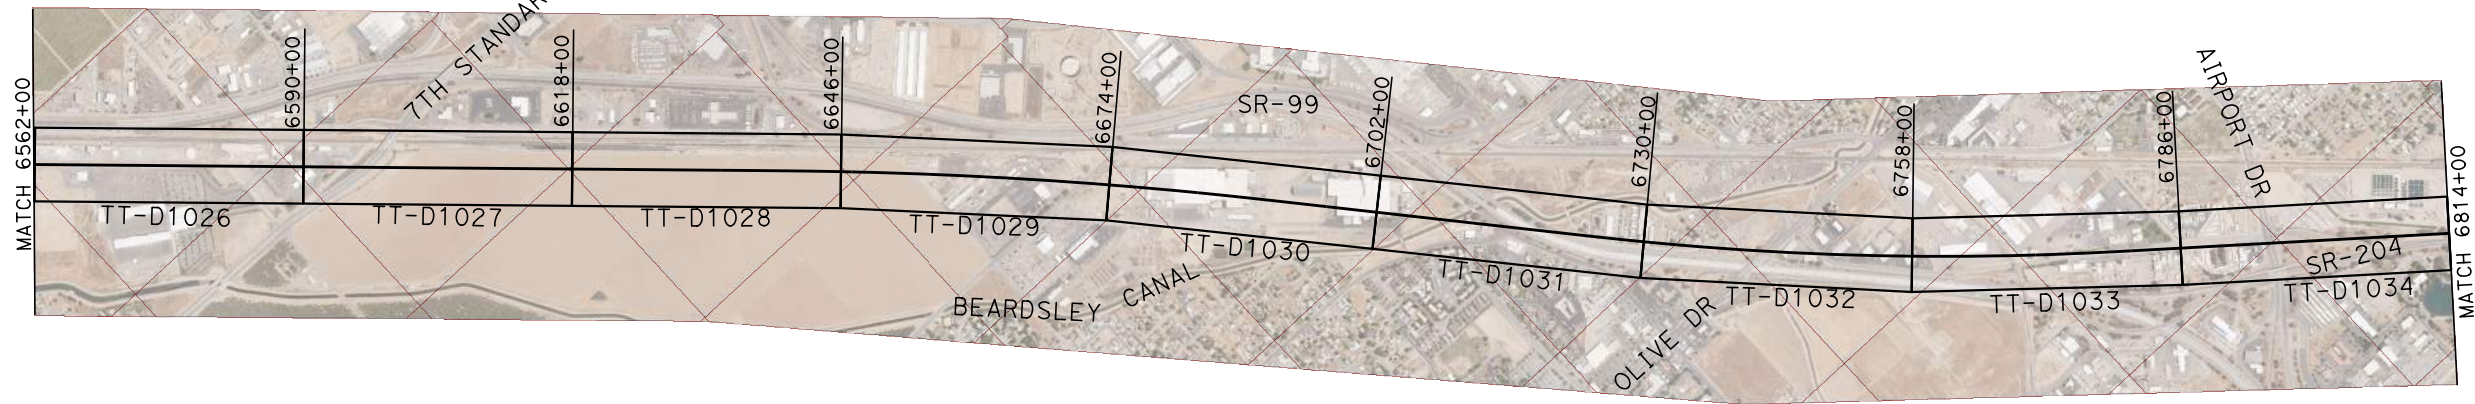 MATCH 6562+00
6590+00
7TH STANDAR
6618+00
6646+00
6674+00
SR-99
6702+00
6730+00
6758+00
6786+00
AIRPORT DR
MATCH 6814+00
TT-D1026
TT-D1027
TT-D1028
TT-D1029
TT-D1030
TT-D1031
TT-D1032
TT-D1033
TT-D1034
SR-204
BEARDSLEY CANAL
OLIVE DR